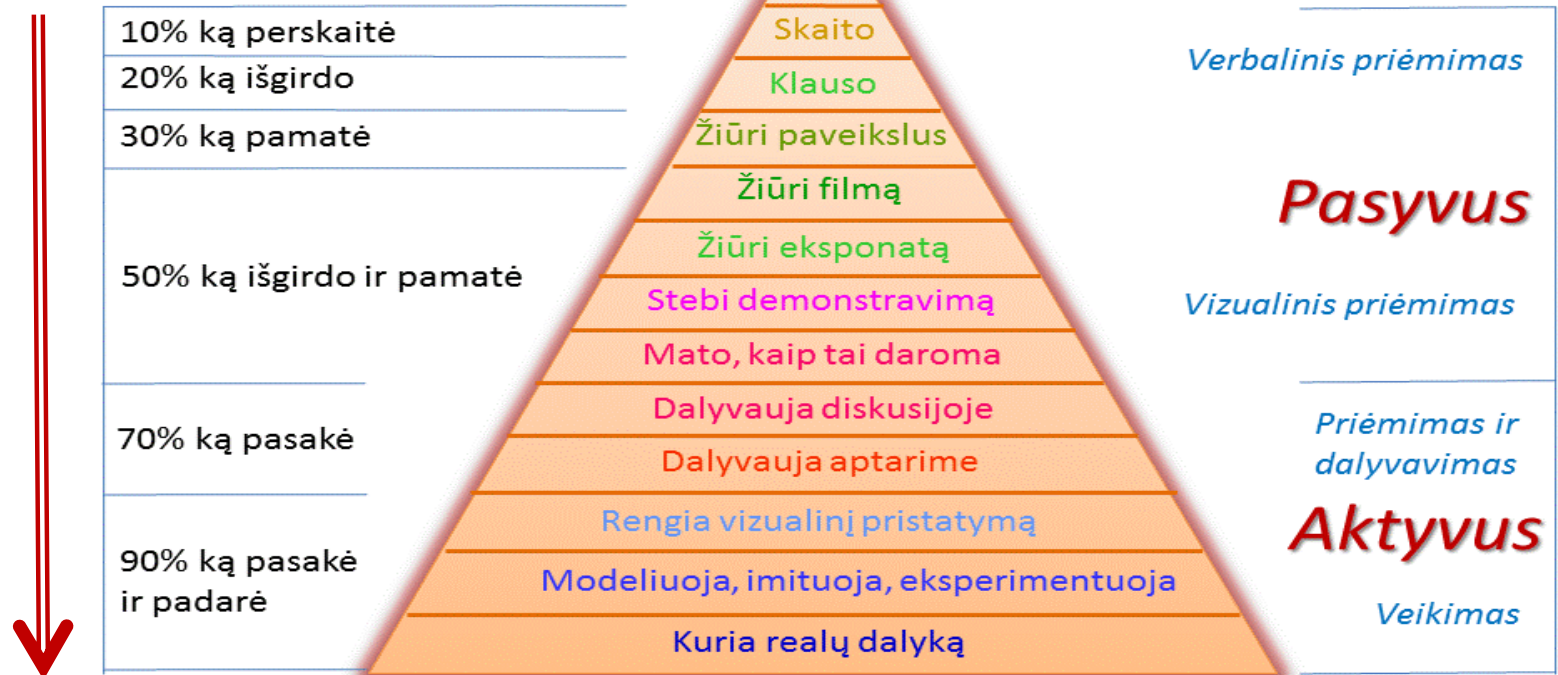 10% ką perskaitė
20% ką išgirdo
30% ką pamatė
50% ką išgirdo ir pamatė
70% ką pasakė
90% ką pasakė
ir padarė
Skaito
Klauso
Žiūri paveikslus
Žiūri filmą
Žiūri eksponatą
Stebi demonstravimą
Mato, kaip tai daroma
Dalyvauja diskusijoje
Dalyvauja aptarime
Rengia vizualinį pristatymą
Modeliuoja, imituoja, eksperimentuoja
Kuria realų dalyką
Verbalinis priėmimas
Pasyvus
Vizualinis priėmimas
Priėmimas ir
dalyvavimas
Aktyvus
Veikimas